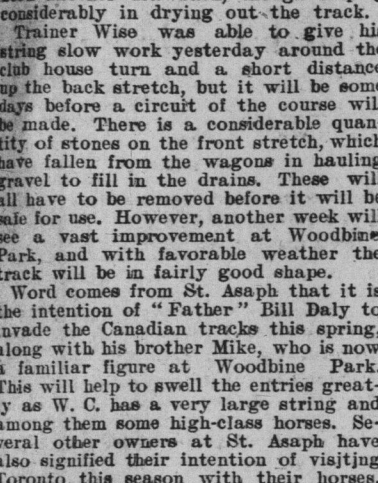 considerably in drying out the track.
Trainer Wise was able to give hi
string slow work yesterday around the
club house turn and a short distance
up the back stretch, but it will be some
days before a circuit of the course wil
be made. There is a considerable quan
tity of stones on the front stretch, which
have fallen from the wagons in hauling
gravel to fill in the drains. These wil
all have to be removed before it will be
safe for use. However, another week will
see a vast improvement at Woodbine
Park, and with favorable weather the
track will be in fairly good shape.
Word comes from St. Asaph that it is
the intention of "Father" Bill Daly to
invade the Canadian tracks this spring,
along with his brother Mike, who is now
a familiar figure at Woodbine Park.
This will help to swell the entries great-
ly as W. C. has a very large string and
among them some high-class horses. Se-
veral other owners at St. Asaph have
also signified their intention of visjtjng
Toronto this season with their horses.